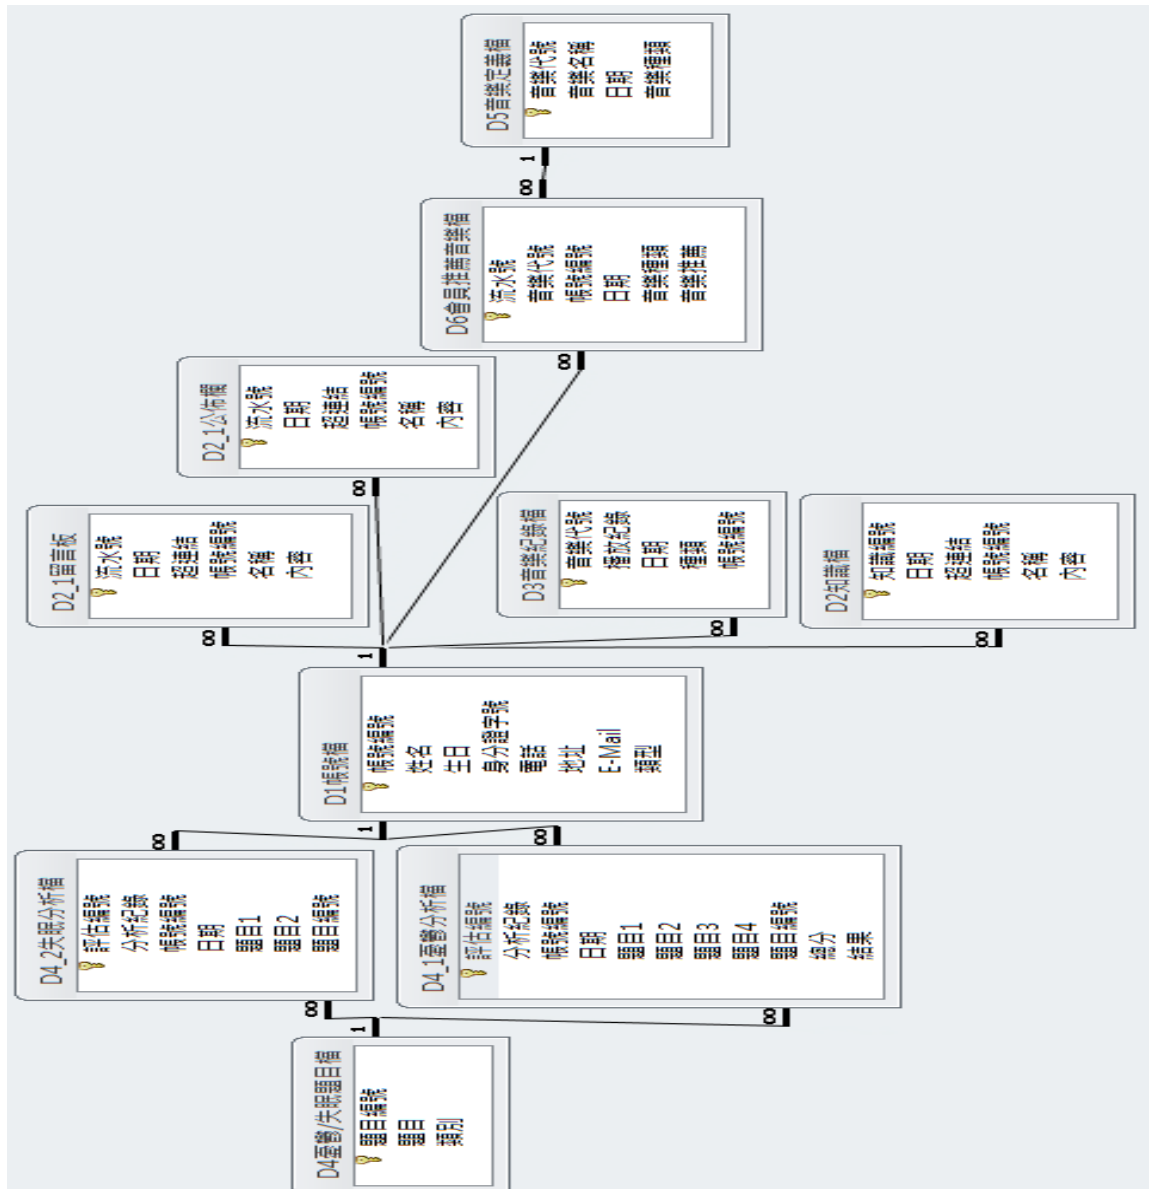 D4憂鬱/失眠題目檔
題目編號
題目
類別
1
∞
∞
D4_2失眠分析檔
評估編號
分析紀錄
帳號編號
日期
題目1
題目2
題目編號
∞
D4_1憂鬱分析檔
評估編號
分析紀錄
帳號編號
日期
題目1
題目2
題目3
題目4
題目編號
總分
結果
∞
1
D1帳號檔
帳號編號
姓名
生日
身分證字號
電話
地址
E-Mail
類型
1
∞
D2_1留言板
流水號
日期
超連結
帳號編號
名稱
內容
∞
D2_1公佈欄
流水號
日期
超連結
帳號編號
名稱
內容
∞
D3音樂紀錄檔
音樂代號
播放紀錄
日期
種類
帳號編號
∞
D2知識檔
知識編號
日期
超連結
帳號編號
名稱
內容
∞
D6會員推薦音樂檔
流水號
音樂代號
帳號編號
日期
音樂種類
音樂推薦
∞
1
D5音樂定義檔
音樂代號
音樂名稱
日期
音樂種類